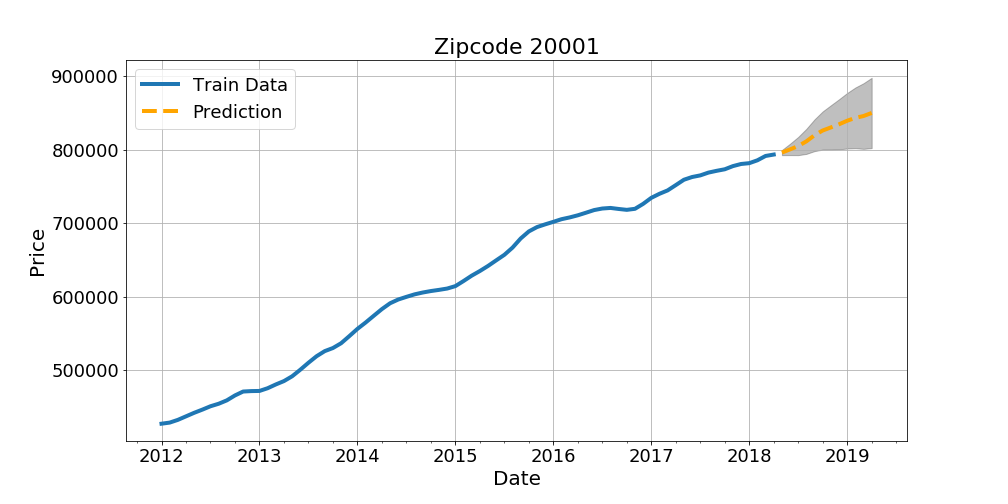 Zipcode 20001
Train Data
Prediction
Price
900000
800000
700000
600000
500000
2012 2013 2014 2015 2016 2017 2018 2019
Date